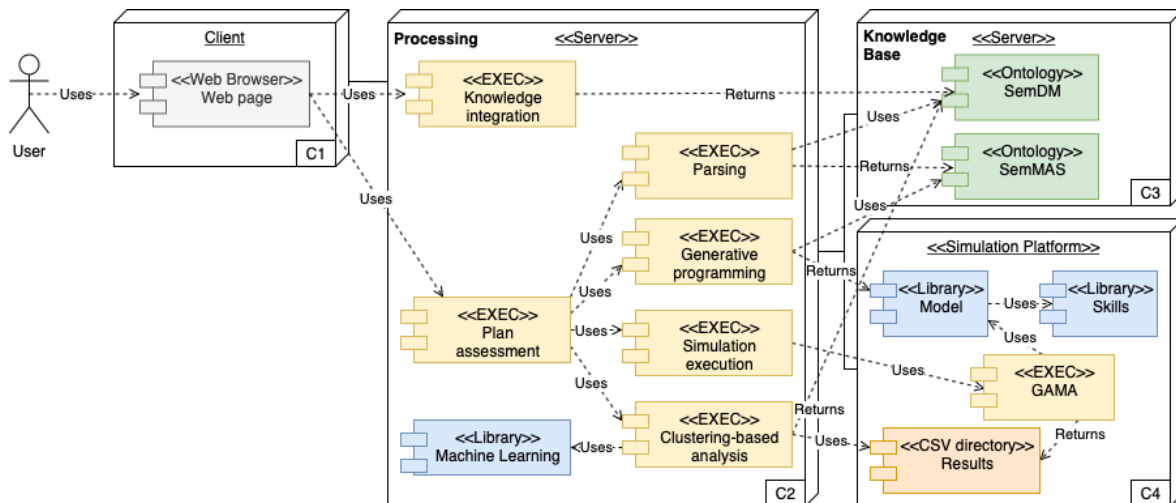 Client
Processing
<<Server>>
Knowledge
Base
<<Server>>
<<Web Browser>>
Web page
<<EXEC>>
Knowledge
integration
<<Ontology>>
SemDM
Uses
Uses
Returns
User
C1
Uses
<<EXEC>>
Parsing
Uses
Returns
<<Ontology>>
SemMAS
C3
Uses
Uses
<<EXEC>>
Generative
programming
Uses
Returns
<<Simulation Platform>>
<<Library>>
Model
Uses
<<Library>>
Skills
<<EXEC>>
Plan
assessment
Uses
Uses
<<EXEC>>
Simulation
execution
Uses
Uses
<<EXEC>>
GAMA
Uses
<<Library>>
Machine Learning
Uses
<<EXEC>>
Clustering-based
analysis
Returns
Uses
<<CSV directory>>
Results
Returns
C2
C4